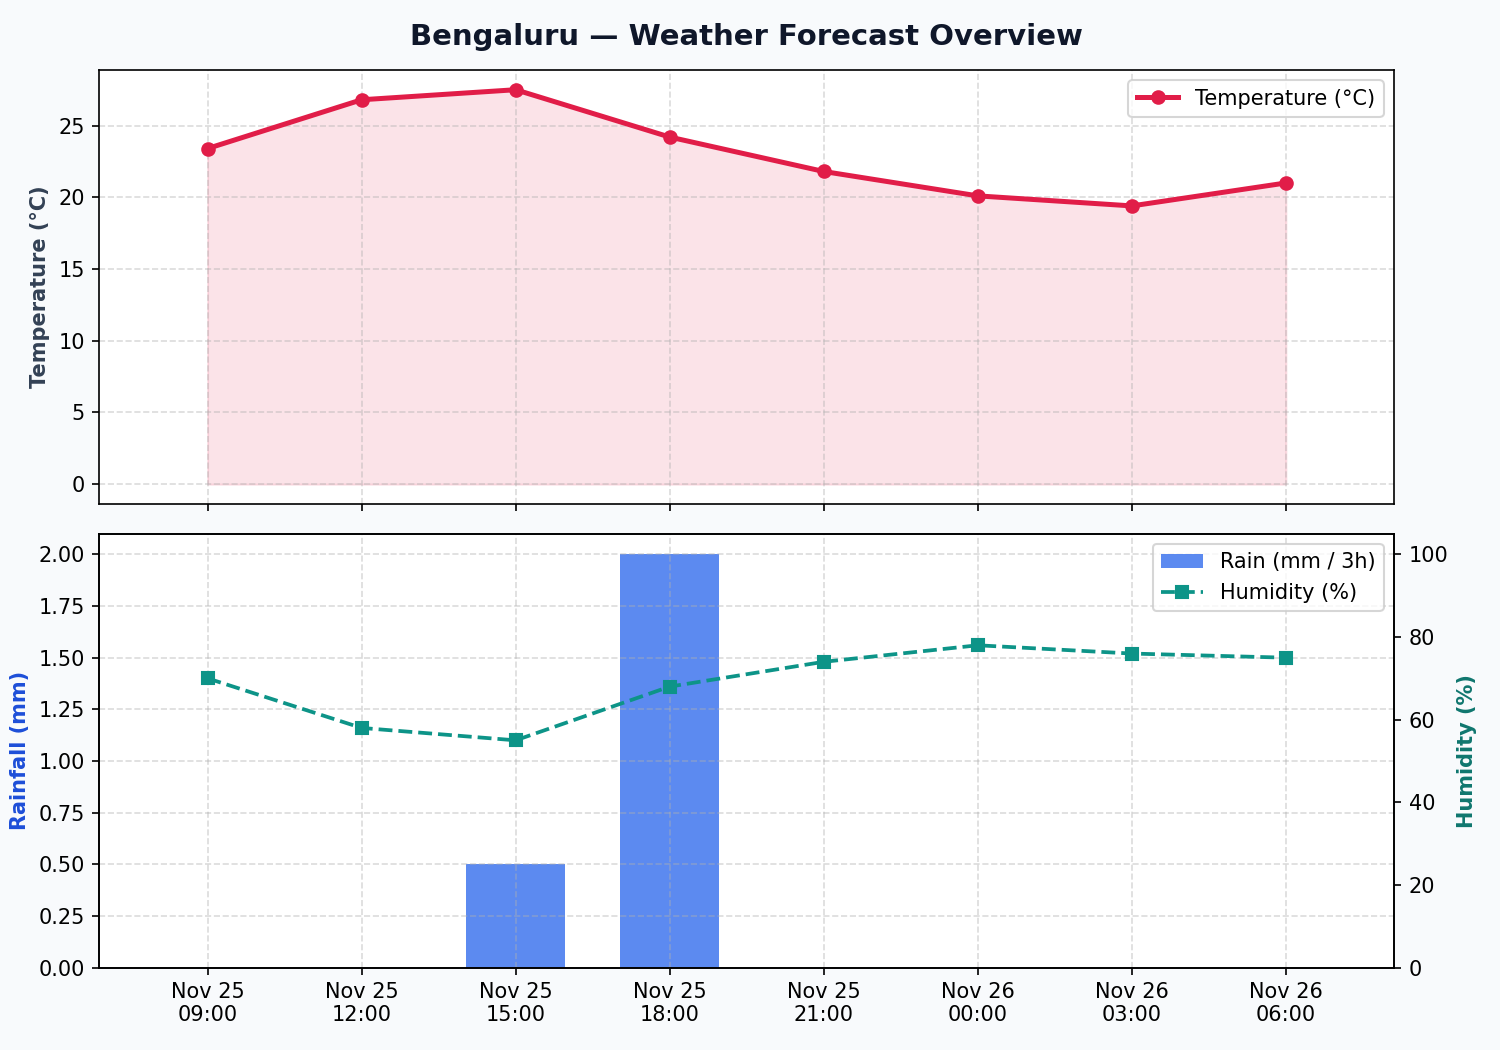 Bengaluru — Weather Forecast Overview
Temperature (°C)
Temperature (°C)
25
20
15
10
5
0
Rain (mm / 3h)
Humidity (%)
Rainfall (mm)
2.00
1.75
1.50
1.25
1.00
0.75
0.50
0.25
0.00
100
80
60
40
20
0
Humidity (%)
Nov 25
09:00
Nov 25
12:00
Nov 25
15:00
Nov 25
18:00
Nov 25
21:00
Nov 26
00:00
Nov 26
03:00
Nov 26
06:00